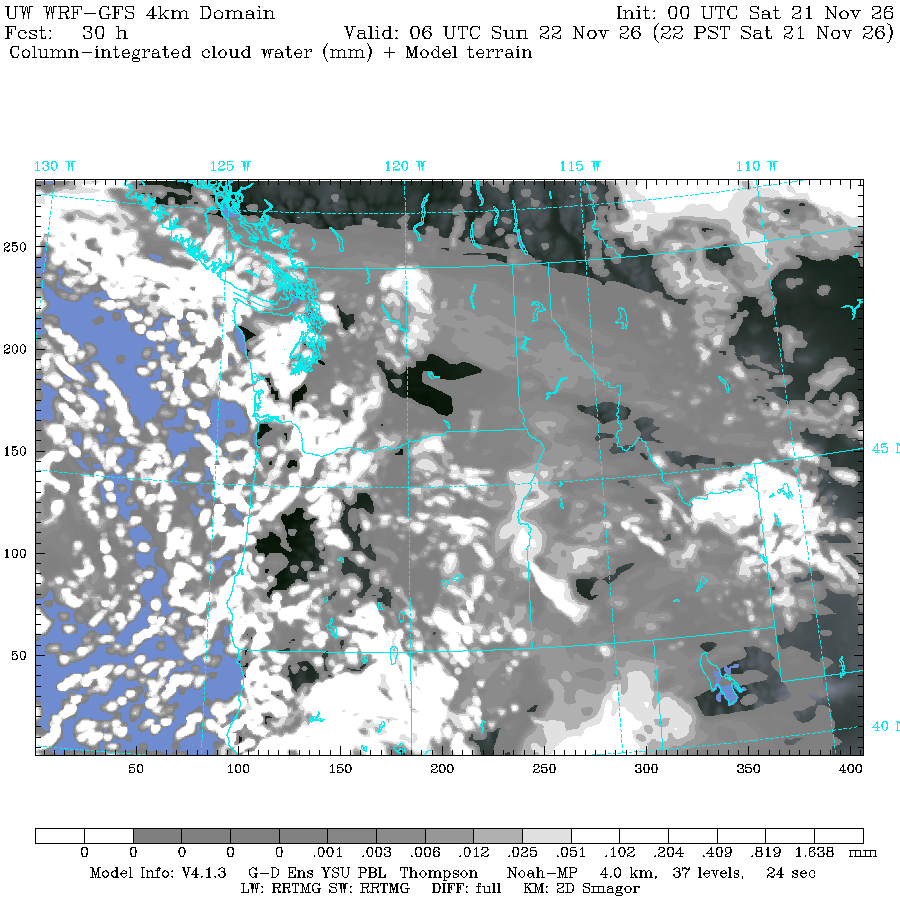 UW WRF-GFS 4km Domain Init: 00 UTC Sat 21 Nov 26
Fcst: 30 h Valid: 06 UTC Sun 22 Nov 26 (22 PST Sat 21 Nov 26)
Column-integrated cloud water (mm) + Model terrain
130 W 125 W 120 W 115 W 110 W
250
200
150
100
50
45 N
40 N
50 100 150 200 250 300 350 400
0 0 0 0 0 .001 .003 .006 .012 .025 .051 .102 .204 .409 .819 1.638 mm
Model Info: V4.1.3 G-D Ens YSU PBL Thompson Noah-MP 4.0 km, 37 levels, 24 sec
LW: RRTMG SW: RRTMG DIFF: full KM: 2D Smagor